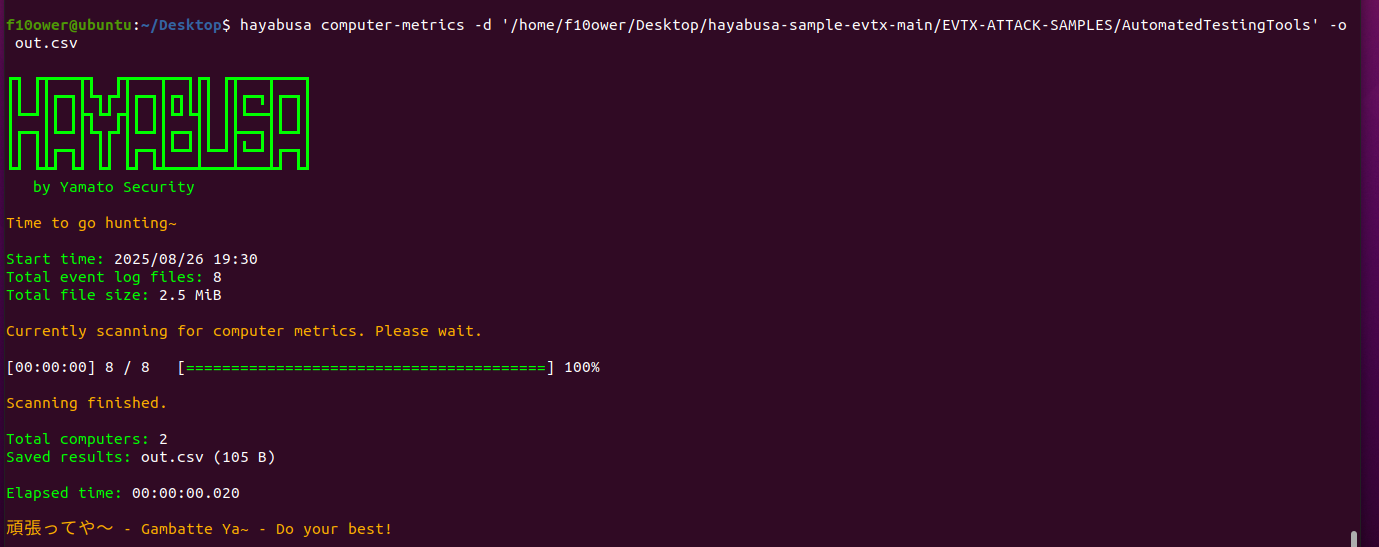 f10ower@ubuntu:~/Desktop$ hayabusa computer-metrics -d '/home/f10ower/Desktop/hayabusa-sample-evtx-main/EVTX-ATTACK-SAMPLES/AutomatedTestingTools' -o
out.csv
HAYABUSA
by Yamato Security
Time to go hunting~
Start time: 2025/08/26 19:30
Total event log files: 8
Total file size: 2.5 MiB
Currently scanning for computer metrics. Please wait.
[00:00:00] 8 / 8   [========================================] 100%
Scanning finished.
Total computers: 2
Saved results: out.csv (105 B)
Elapsed time: 00:00:00.020
頑張ってや〜 - Gambatte Ya~ - Do your best!